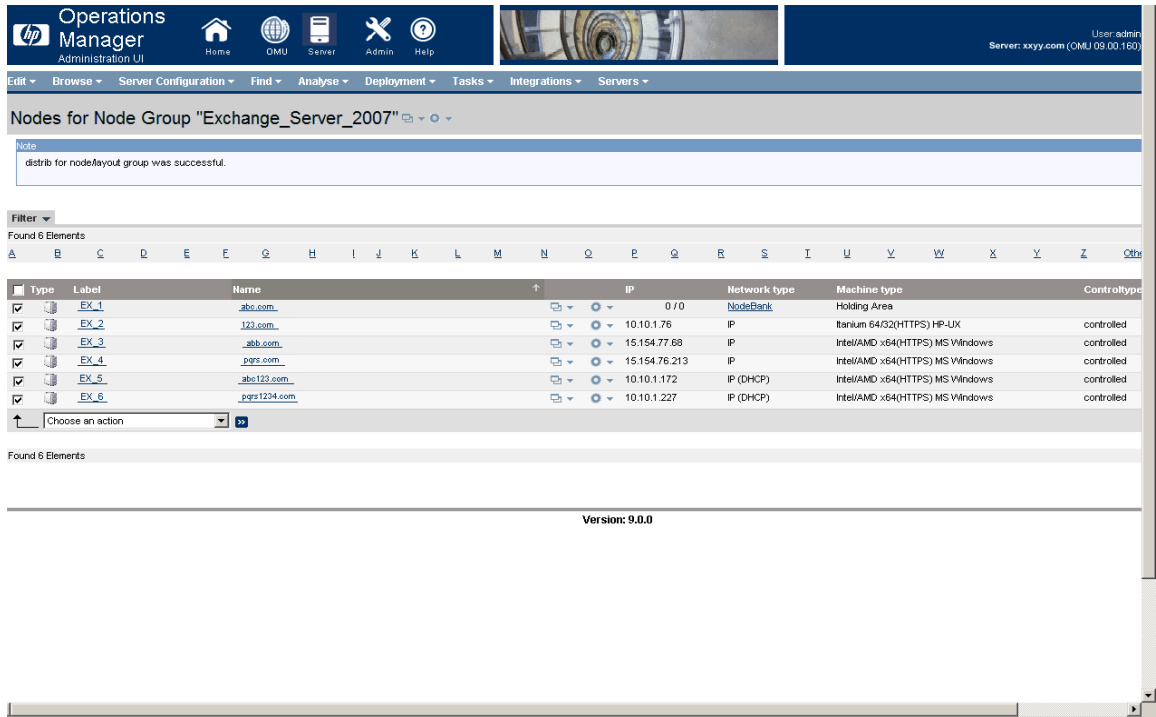 hp Operations Manager
Administration UI
Home OMU Server Admin Help
User:admin
Server: xxyy.com (OMU 09.00.160)
Edit Browse Server Configuration Find Analyse Deployment Tasks Integrations Servers
Nodes for Node Group "Exchange_Server_2007"
Note
distrib for node/layout group was successful.
Filter
Found 6 Elements
A B C D E F G H I J K L M N O P Q R S T U V W X Y Z Othe
Type Label Name IP Network type Machine type Controltype
EX_1 abc.com 0 / 0 NodeBank Holding Area
EX_2 123.com 10.10.1.76 IP Itanium 64/32(HTTPS) HP-UX controlled
EX_3 abb.com 15.154.77.68 IP Intel/AMD x64(HTTPS) MS Windows controlled
EX_4 pqrs.com 15.154.76.213 IP Intel/AMD x64(HTTPS) MS Windows controlled
EX_5 abc123.com 10.10.1.172 IP (DHCP) Intel/AMD x64(HTTPS) MS Windows controlled
EX_6 pqrs1234.com 10.10.1.227 IP (DHCP) Intel/AMD x64(HTTPS) MS Windows controlled
Choose an action
Found 6 Elements
Version: 9.0.0